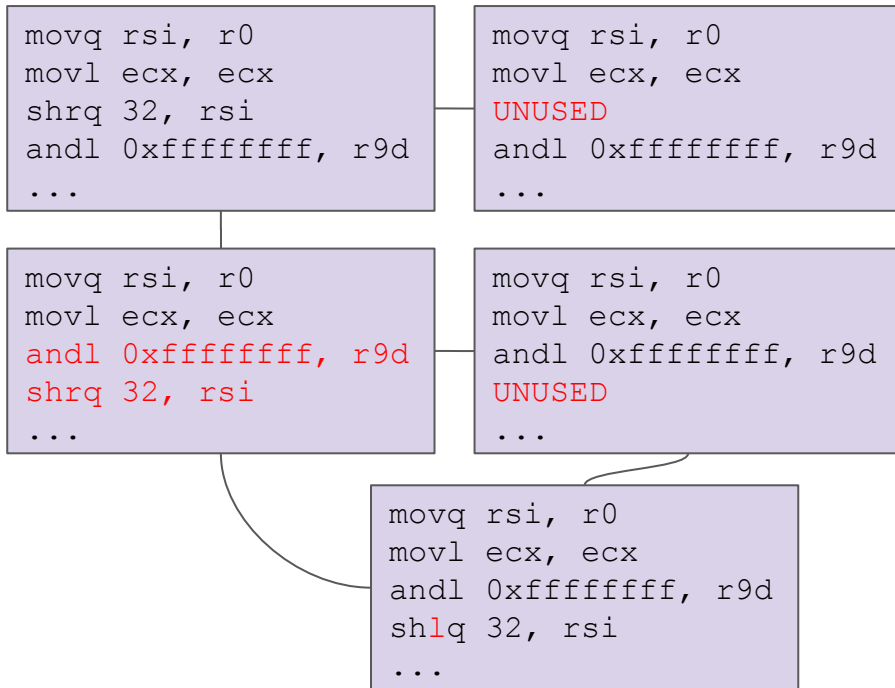 movq rsi, r0
movl ecx, ecx
shrq 32, rsi
andl 0xffffffff, r9d
...
movq rsi, r0
movl ecx, ecx
UNUSED
andl 0xffffffff, r9d
...
movq rsi, r0
movl ecx, ecx
andl 0xffffffff, r9d
shrq 32, rsi
...
movq rsi, r0
movl ecx, ecx
andl 0xffffffff, r9d
UNUSED
...
movq rsi, r0
movl ecx, ecx
andl 0xffffffff, r9d
shlq 32, rsi
...